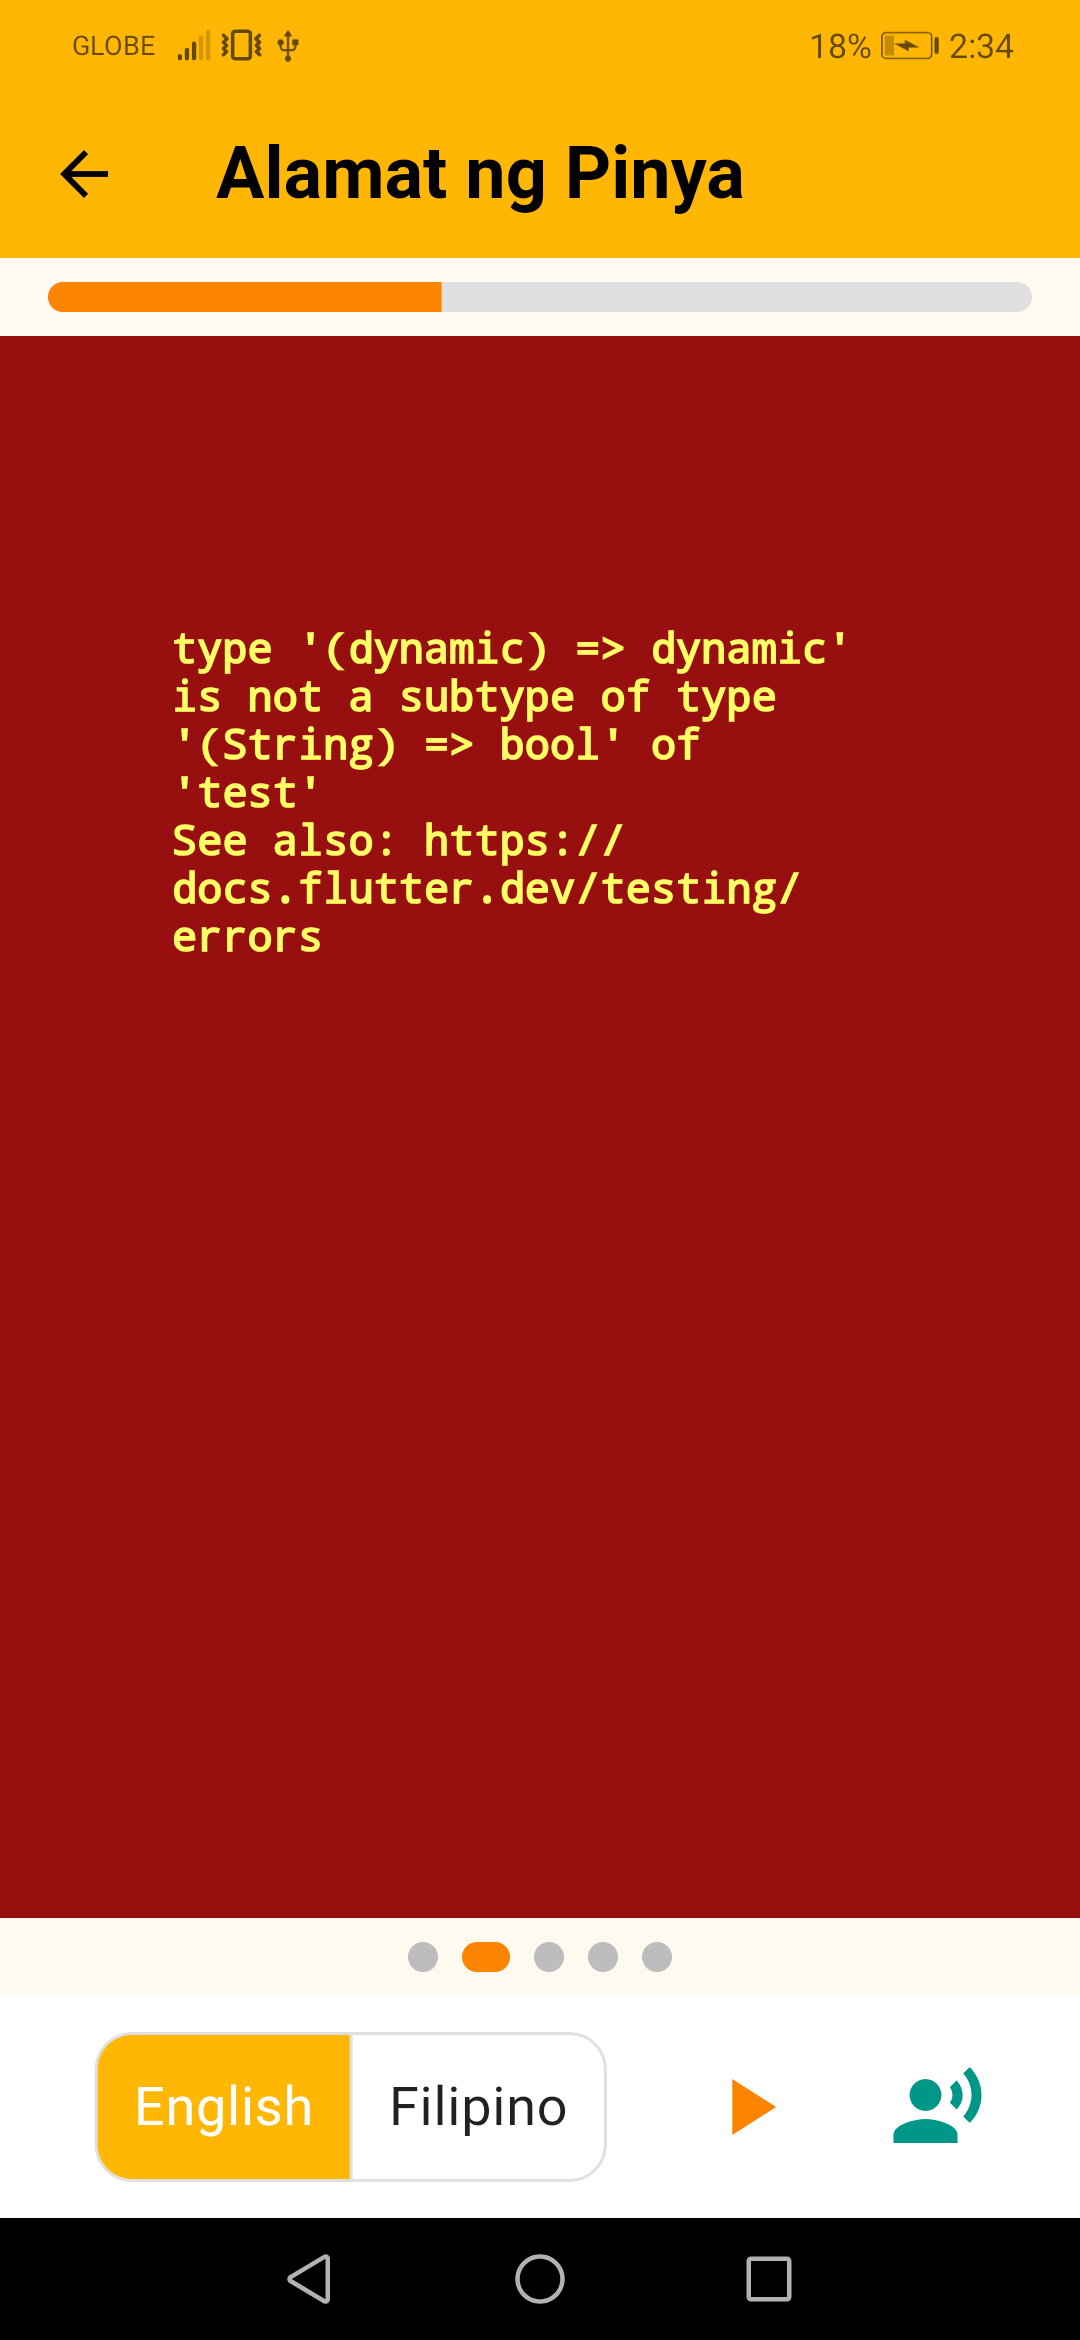 GLOBE 18% 2:34
Alamat ng Pinya
type '(dynamic) => dynamic'
is not a subtype of type
'(String) => bool' of
'test'
See also: https://
docs.flutter.dev/testing/
errors
English Filipino